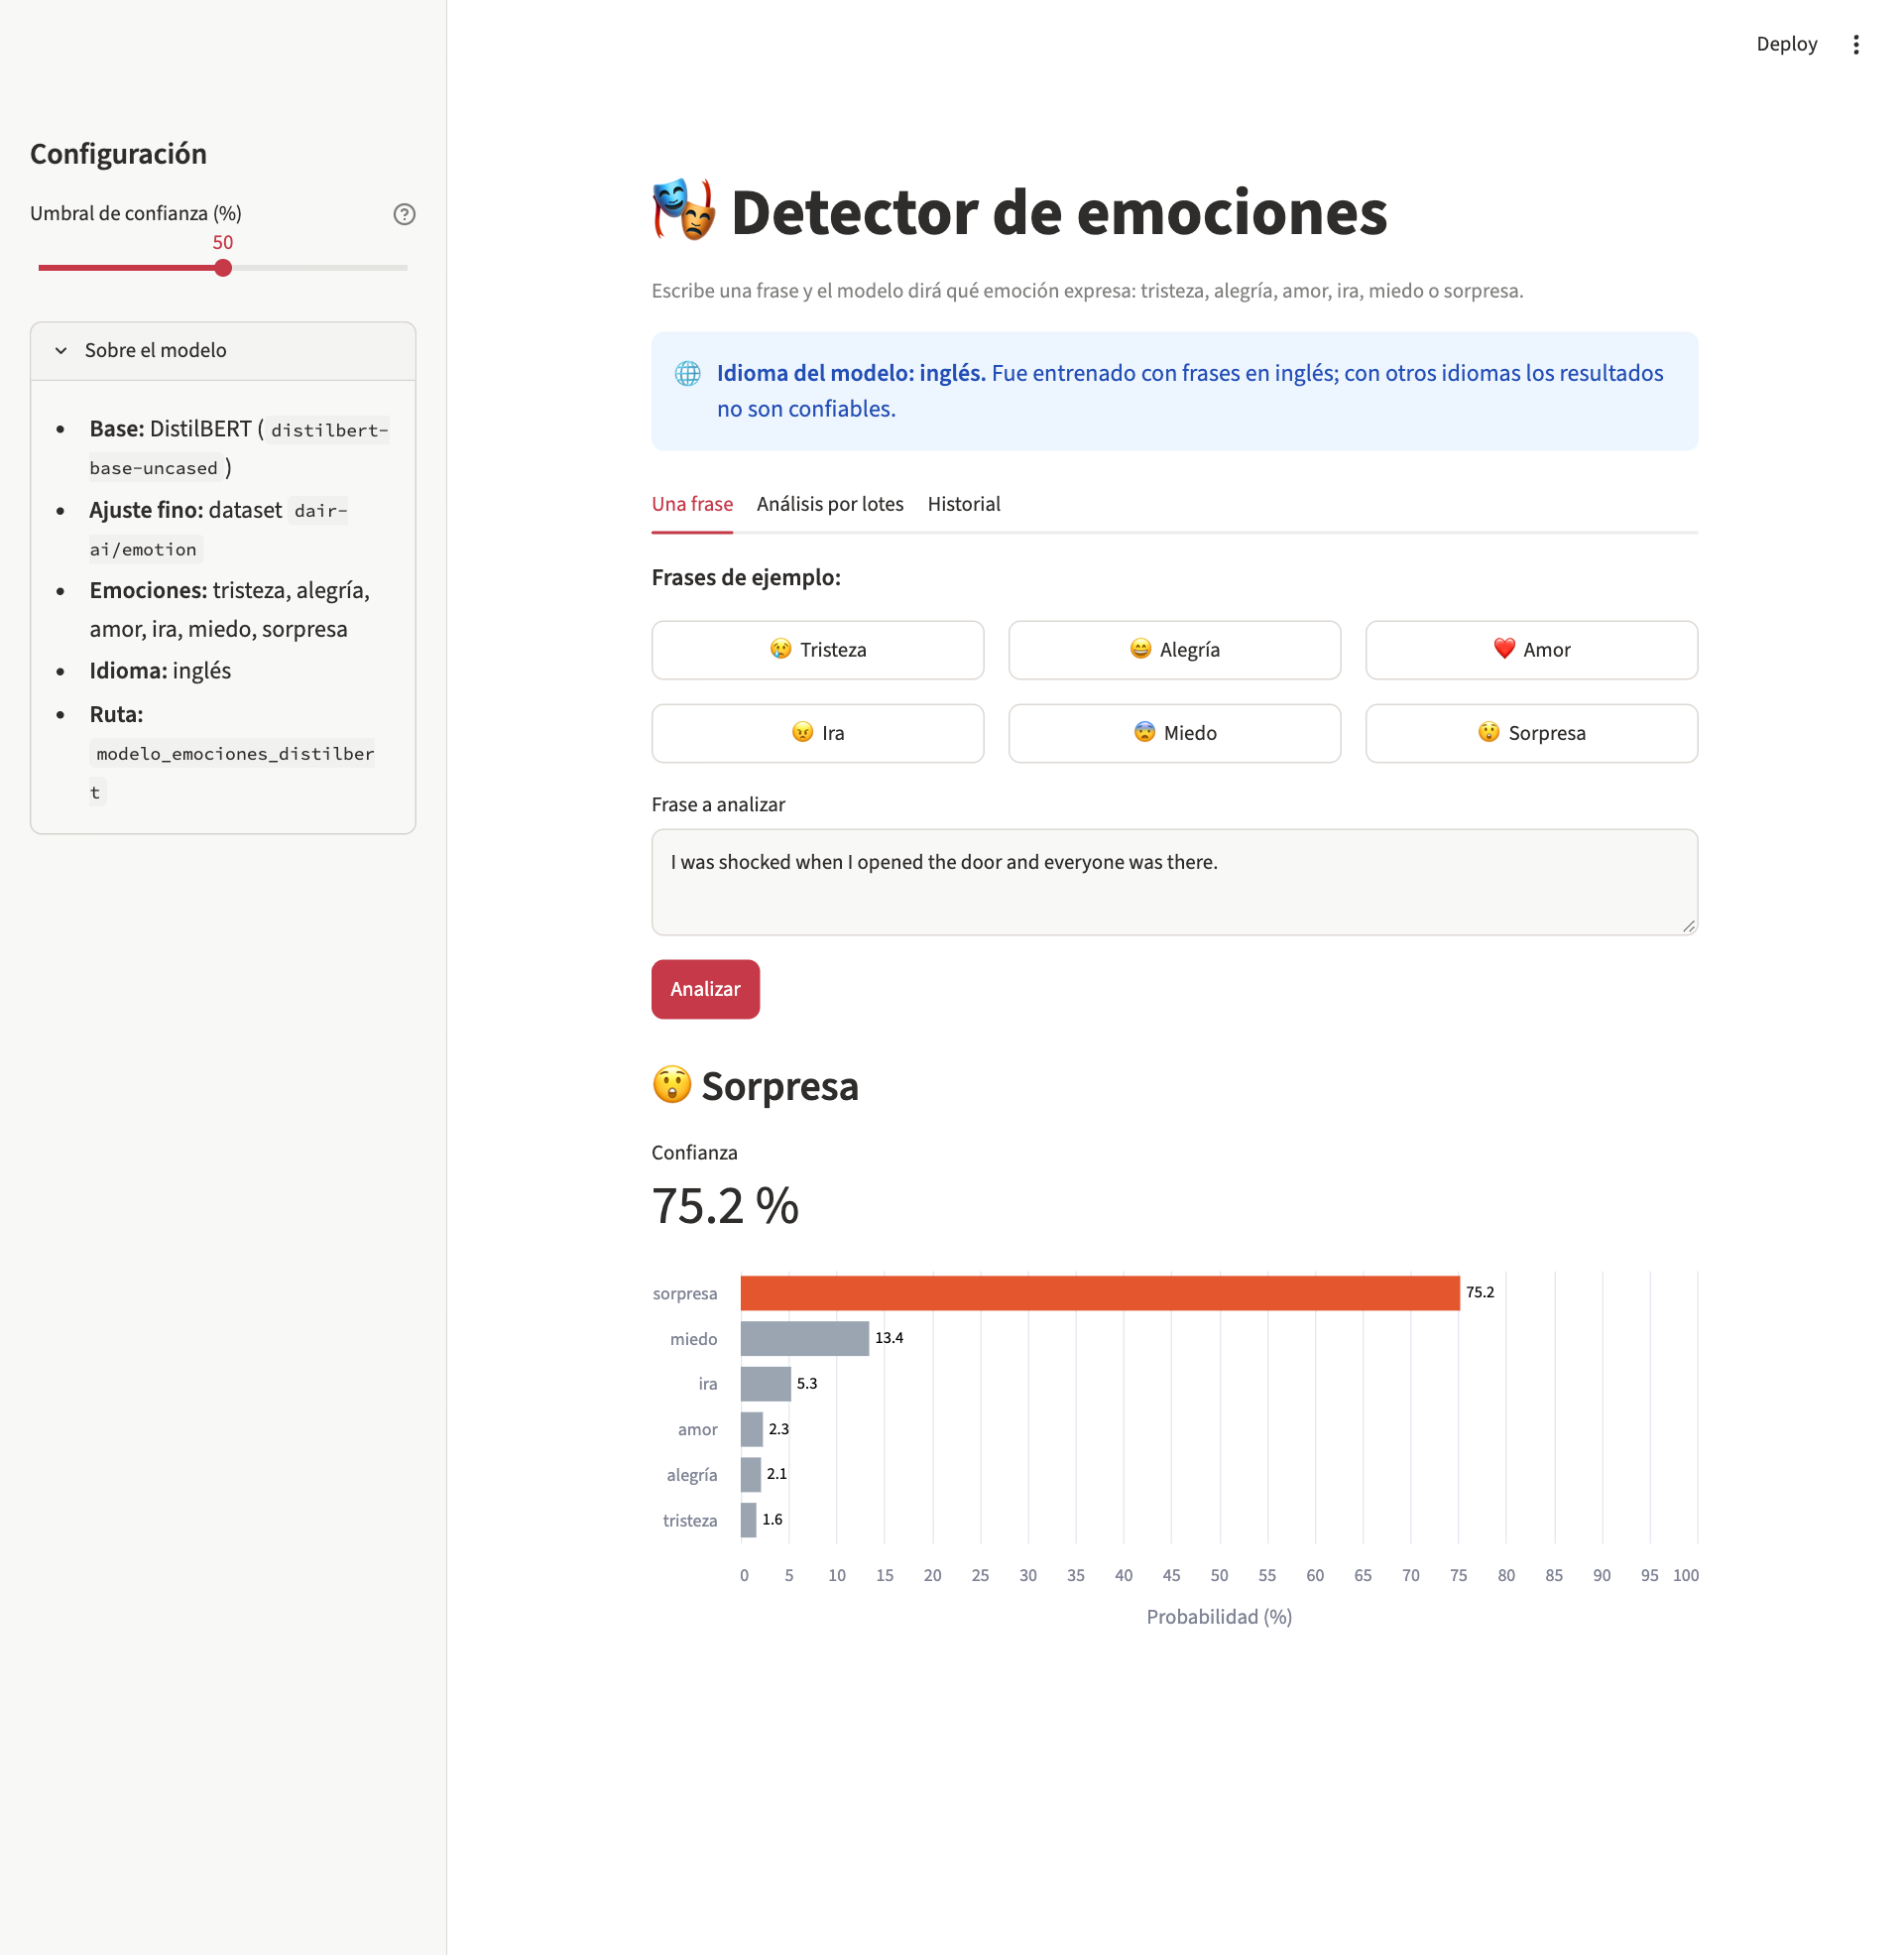 Deploy
Configuración
Umbral de confianza (%)
50
Sobre el modelo
Base: DistilBERT ( distilbert-
base-uncased )
Ajuste fino: dataset dair-
ai/emotion
Emociones: tristeza, alegría,
amor, ira, miedo, sorpresa
Idioma: inglés
Ruta:
modelo_emociones_distilber
t
Detector de emociones
Escribe una frase y el modelo dirá qué emoción expresa: tristeza, alegría, amor, ira, miedo o sorpresa.
Idioma del modelo: inglés. Fue entrenado con frases en inglés; con otros idiomas los resultados
no son confiables.
Una frase Análisis por lotes Historial
Frases de ejemplo:
Tristeza Alegría Amor
Ira Miedo Sorpresa
Frase a analizar
I was shocked when I opened the door and everyone was there.
Analizar
Sorpresa
Confianza
75.2 %
sorpresa 75.2
miedo 13.4
ira 5.3
amor 2.3
alegría 2.1
tristeza 1.6
0 5 10 15 20 25 30 35 40 45 50 55 60 65 70 75 80 85 90 95 100
Probabilidad (%)